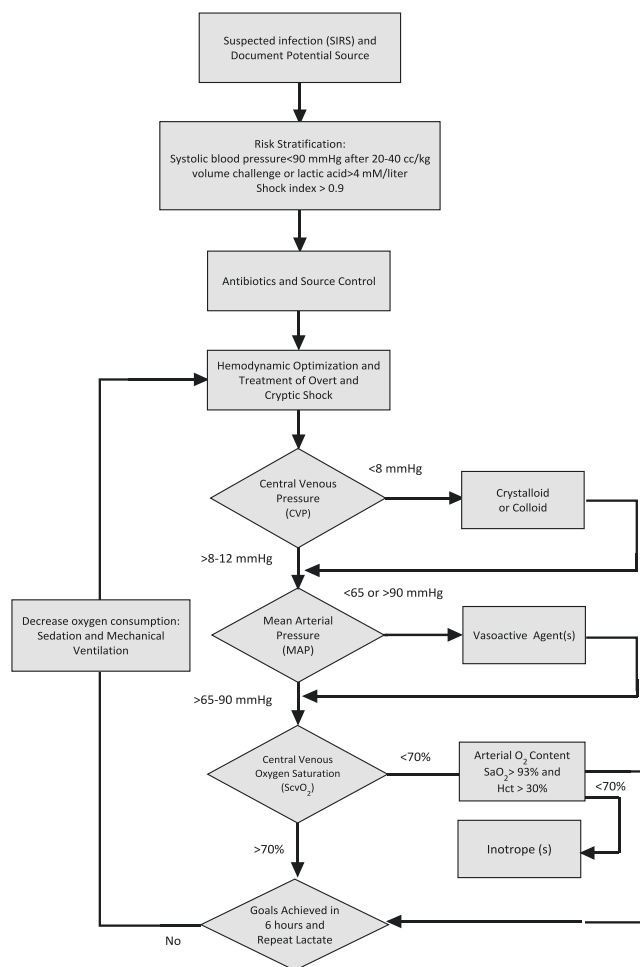 Suspected infection (SIRS) and
Document Potential Source
Risk Stratification:
Systolic blood pressure<90 mmHg after 20-40 cc/kg
volume challenge or lactic acid>4 mM/liter
Shock index > 0.9
Antibiotics and Source Control
Hemodynamic Optimization and
Treatment of Overt and
Cryptic Shock
<8 mmHg
Central Venous
Pressure
(CVP)
Crystalloid
or Colloid
>8-12 mmHg
<65 or >90 mmHg
Decrease oxygen consumption:
Sedation and Mechanical
Ventilation
Mean Arterial
Pressure
(MAP)
Vasoactive Agent(s)
>65-90 mmHg
Central Venous
Oxygen Saturation
(ScvO2)
<70%
Arterial O2 Content
SaO2> 93% and
Hct > 30%
<70%
Inotrope (s)
>70%
Goals Achieved in
6 hours and
Repeat Lactate
No